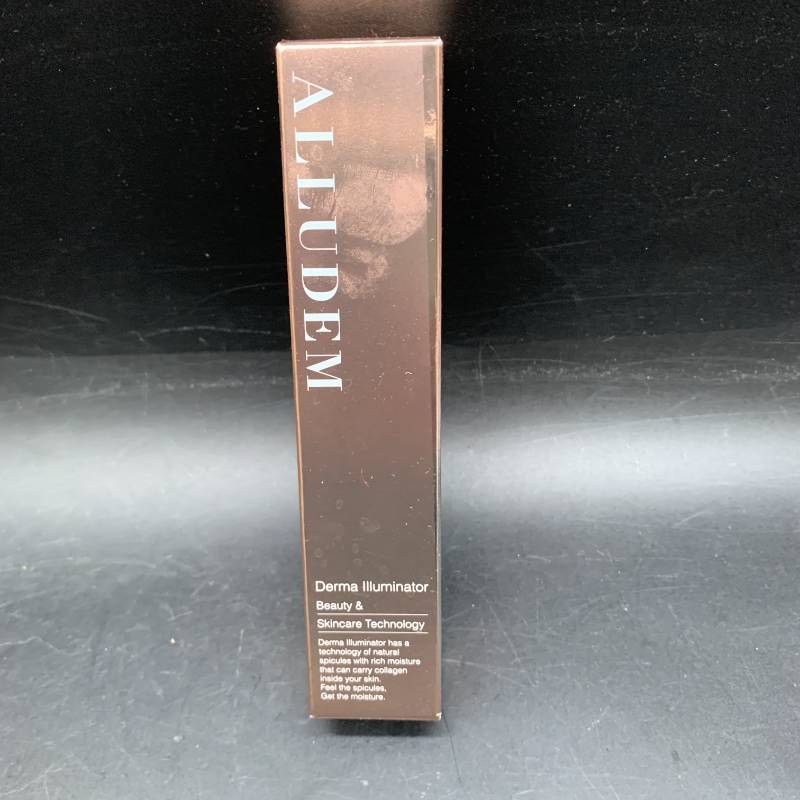 ALLUDEM
Derma Illuminator
Beauty &
Skincare Technology
Derma Illuminator has a
technology of natural
spicules with rich moisture
that can carry collagen
inside your skin.
Feel the spicules,
Get the moisture.